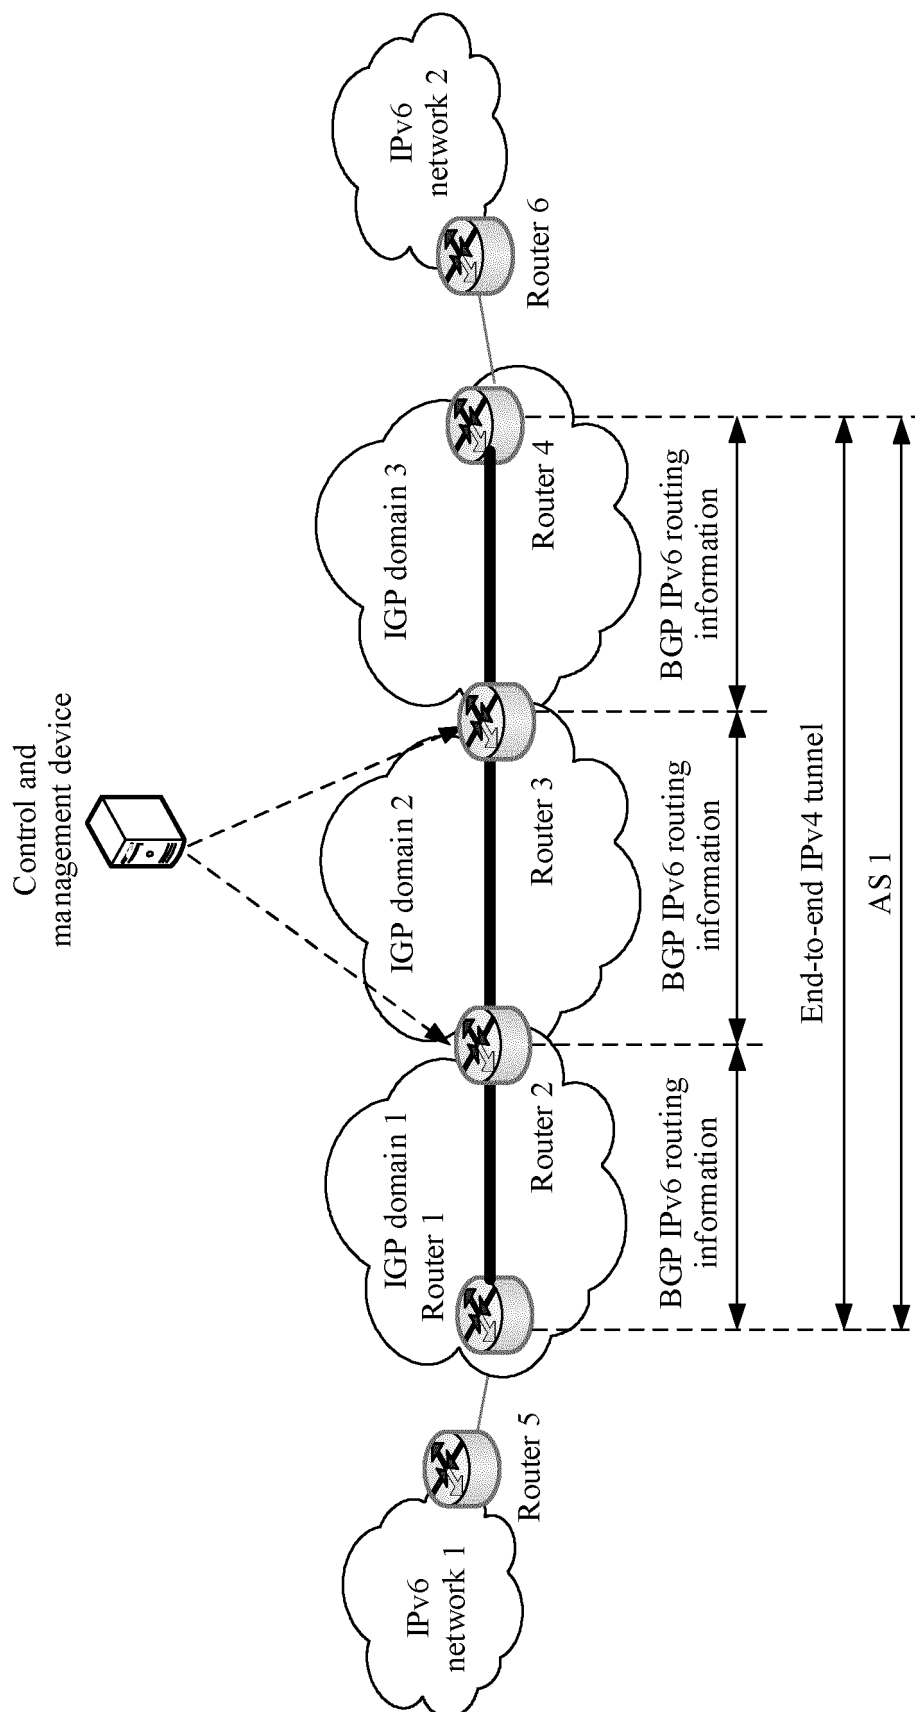 Control and
management device
IGP domain 1
IGP domain 2
IGP domain 3
Router 1
IPv6
network 1
IPv6
network 2
Router 5
Router 2
Router 3
Router 4
Router 6
BGP IPv6 routing
information
BGP IPv6 routing
information
BGP IPv6 routing
information
End-to-end IPv4 tunnel
AS 1